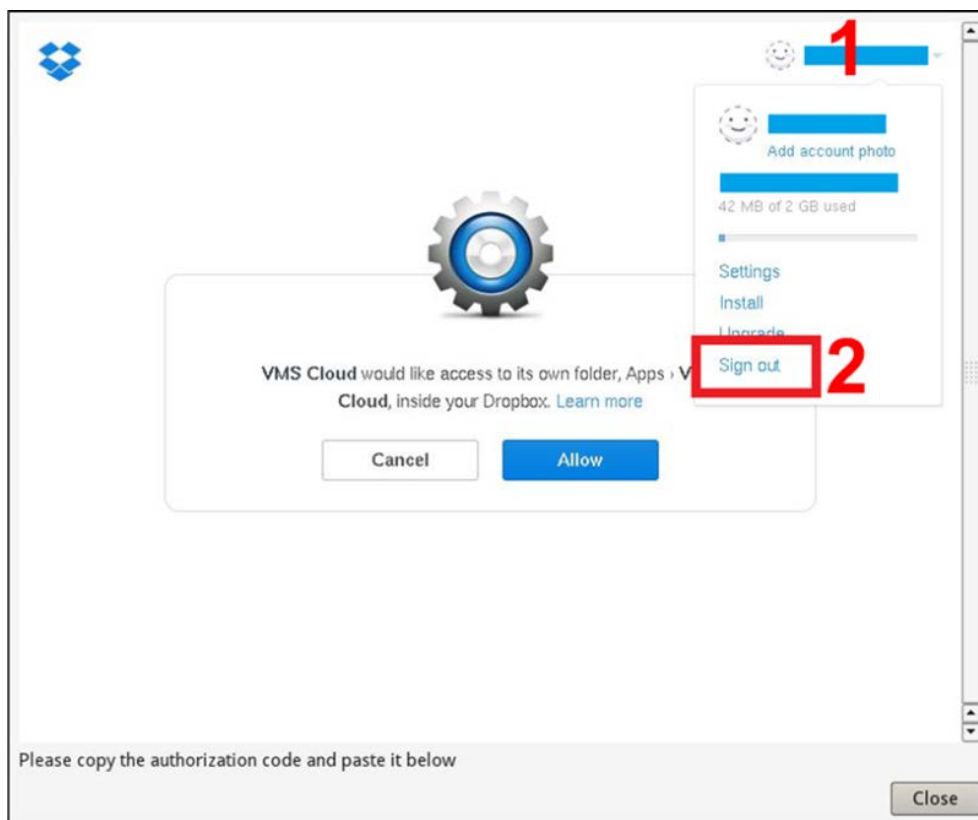 1
Add account photo
42 MB of 2 GB used
Settings
Install
Upgrade
Sign out
2
VMS Cloud would like access to its own folder, Apps › V
Cloud, inside your Dropbox. Learn more
Cancel
Allow
Please copy the authorization code and paste it below
Close